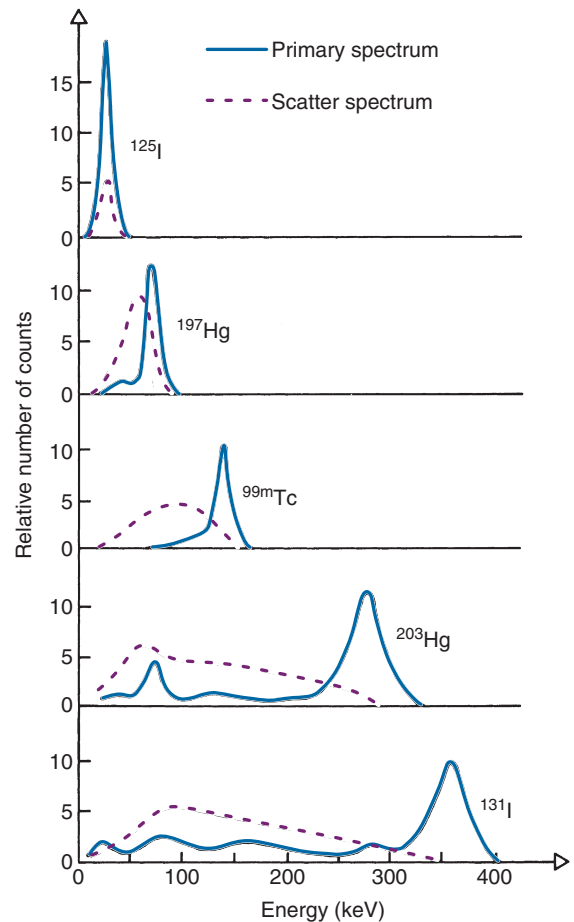 Primary spectrum
Scatter spectrum
Relative number of counts
15
10
5
0
¹²⁵I
10
5
0
¹⁹⁷Hg
10
5
0
⁹⁹ᵐTc
10
5
0
²⁰³Hg
10
5
0
¹³¹I
0 100 200 300 400
Energy (keV)